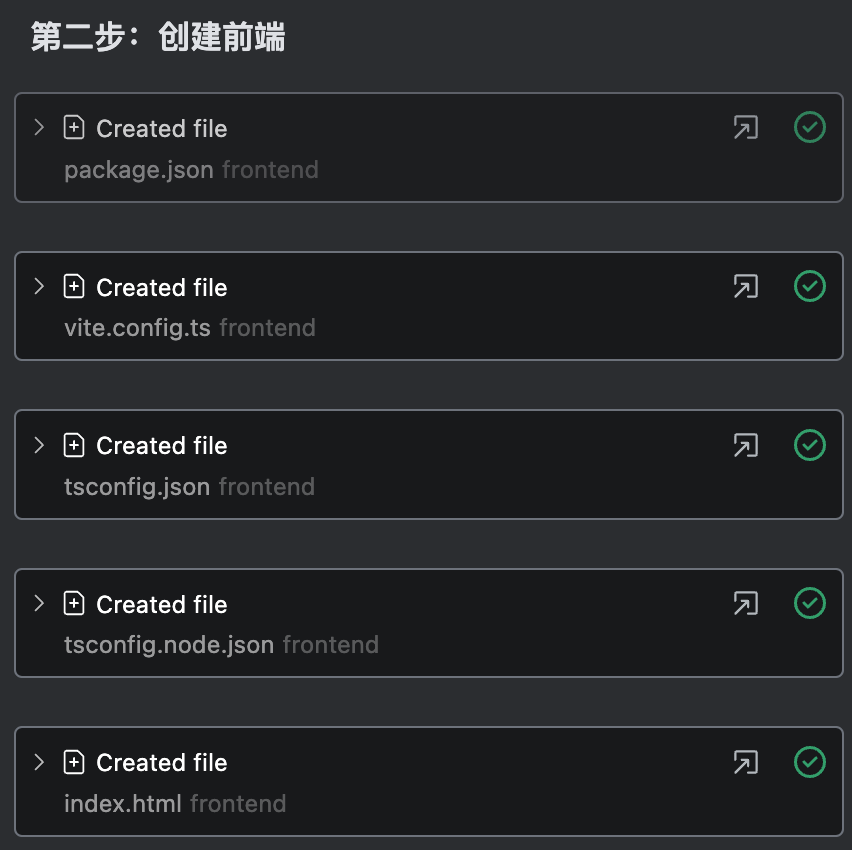 第二步：创建前端
Created file
package.json frontend
Created file
vite.config.ts frontend
Created file
tsconfig.json frontend
Created file
tsconfig.node.json frontend
Created file
index.html frontend